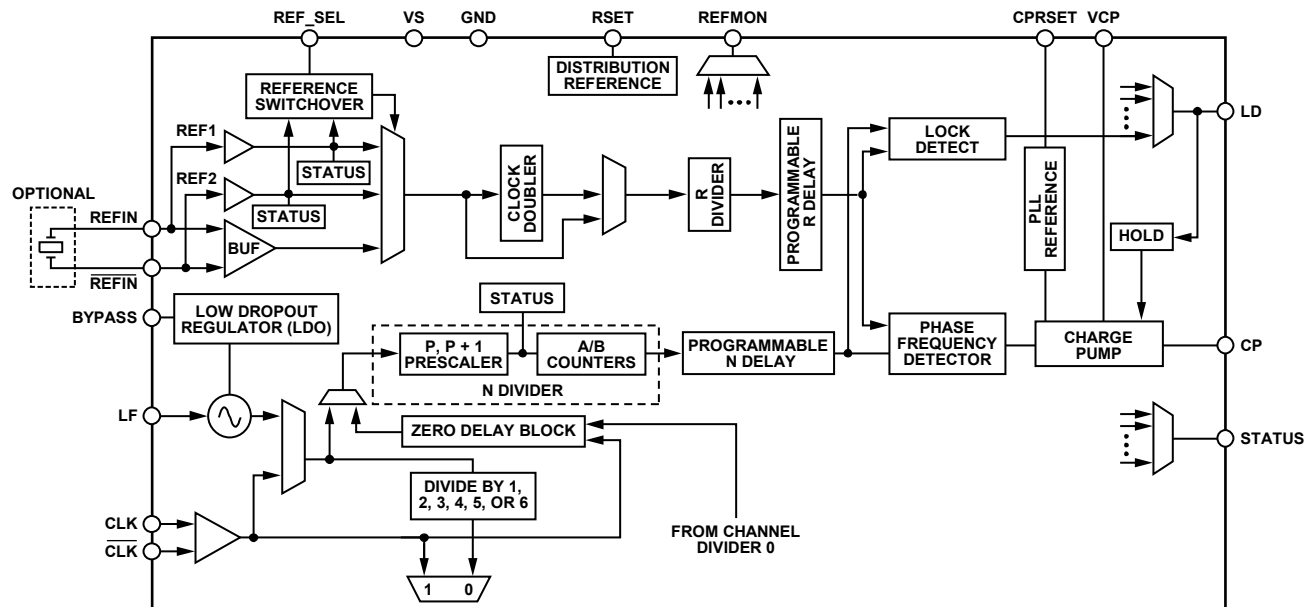 REF_SEL
VS
GND
RSET
REFMON
CPRSET
VCP
DISTRIBUTION
REFERENCE
REFERENCE
SWITCHOVER
LD
REF1
STATUS
LOCK
DETECT
REF2
STATUS
CLOCK
DOUBLER
R
DIVIDER
PROGRAMMABLE
R DELAY
PLL
REFERENCE
HOLD
OPTIONAL
REFIN
BUF
REFIN
BYPASS
LOW DROPOUT
REGULATOR (LDO)
STATUS
P, P + 1
PRESCALER
A/B
COUNTERS
N DIVIDER
PROGRAMMABLE
N DELAY
PHASE
FREQUENCY
DETECTOR
CHARGE
PUMP
CP
LF
ZERO DELAY BLOCK
STATUS
DIVIDE BY 1,
2, 3, 4, 5, OR 6
CLK
CLK
FROM CHANNEL
DIVIDER 0
1 0